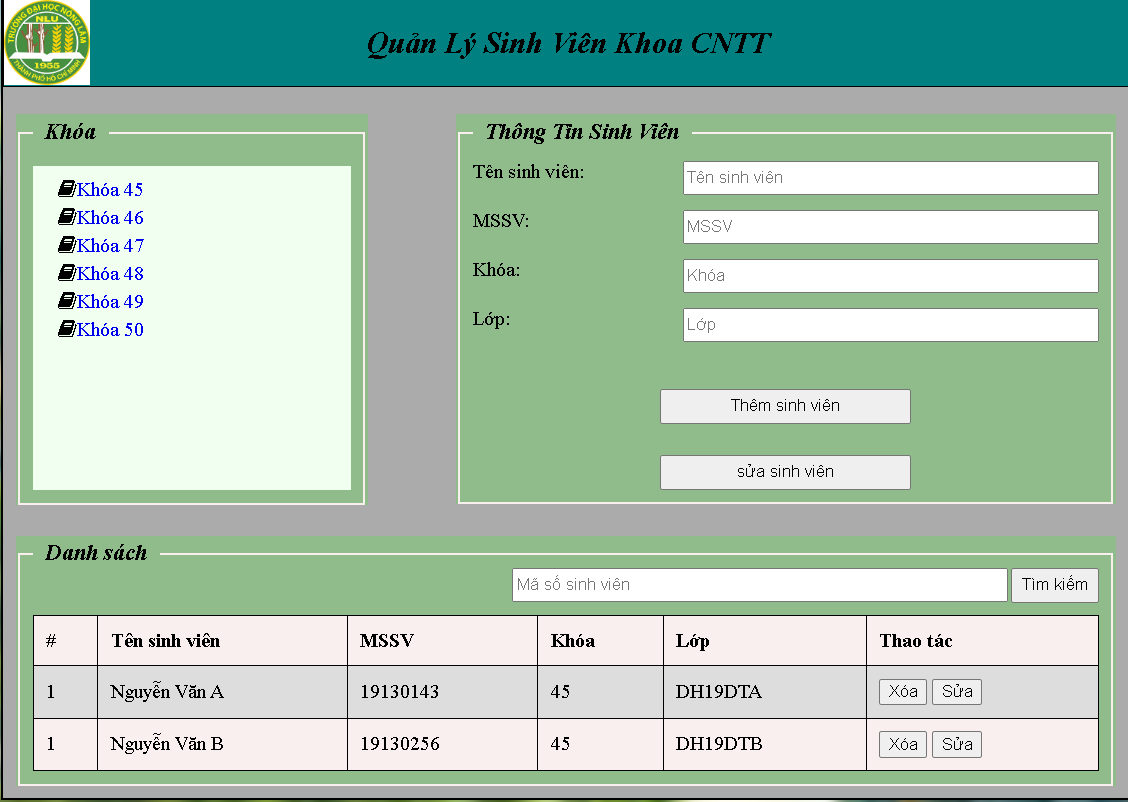 TRƯỜNG ĐẠI HỌC NÔNG LÂM
NLU
1955
THÀNH PHỐ HỒ CHÍ MINH
Quản Lý Sinh Viên Khoa CNTT
Khóa
Khóa 45
Khóa 46
Khóa 47
Khóa 48
Khóa 49
Khóa 50
Thông Tin Sinh Viên
Tên sinh viên: Tên sinh viên
MSSV: MSSV
Khóa: Khóa
Lớp: Lớp
Thêm sinh viên
sửa sinh viên
Danh sách
Mã số sinh viên Tìm kiếm
# Tên sinh viên MSSV Khóa Lớp Thao tác
1 Nguyễn Văn A 19130143 45 DH19DTA Xóa Sửa
1 Nguyễn Văn B 19130256 45 DH19DTB Xóa Sửa